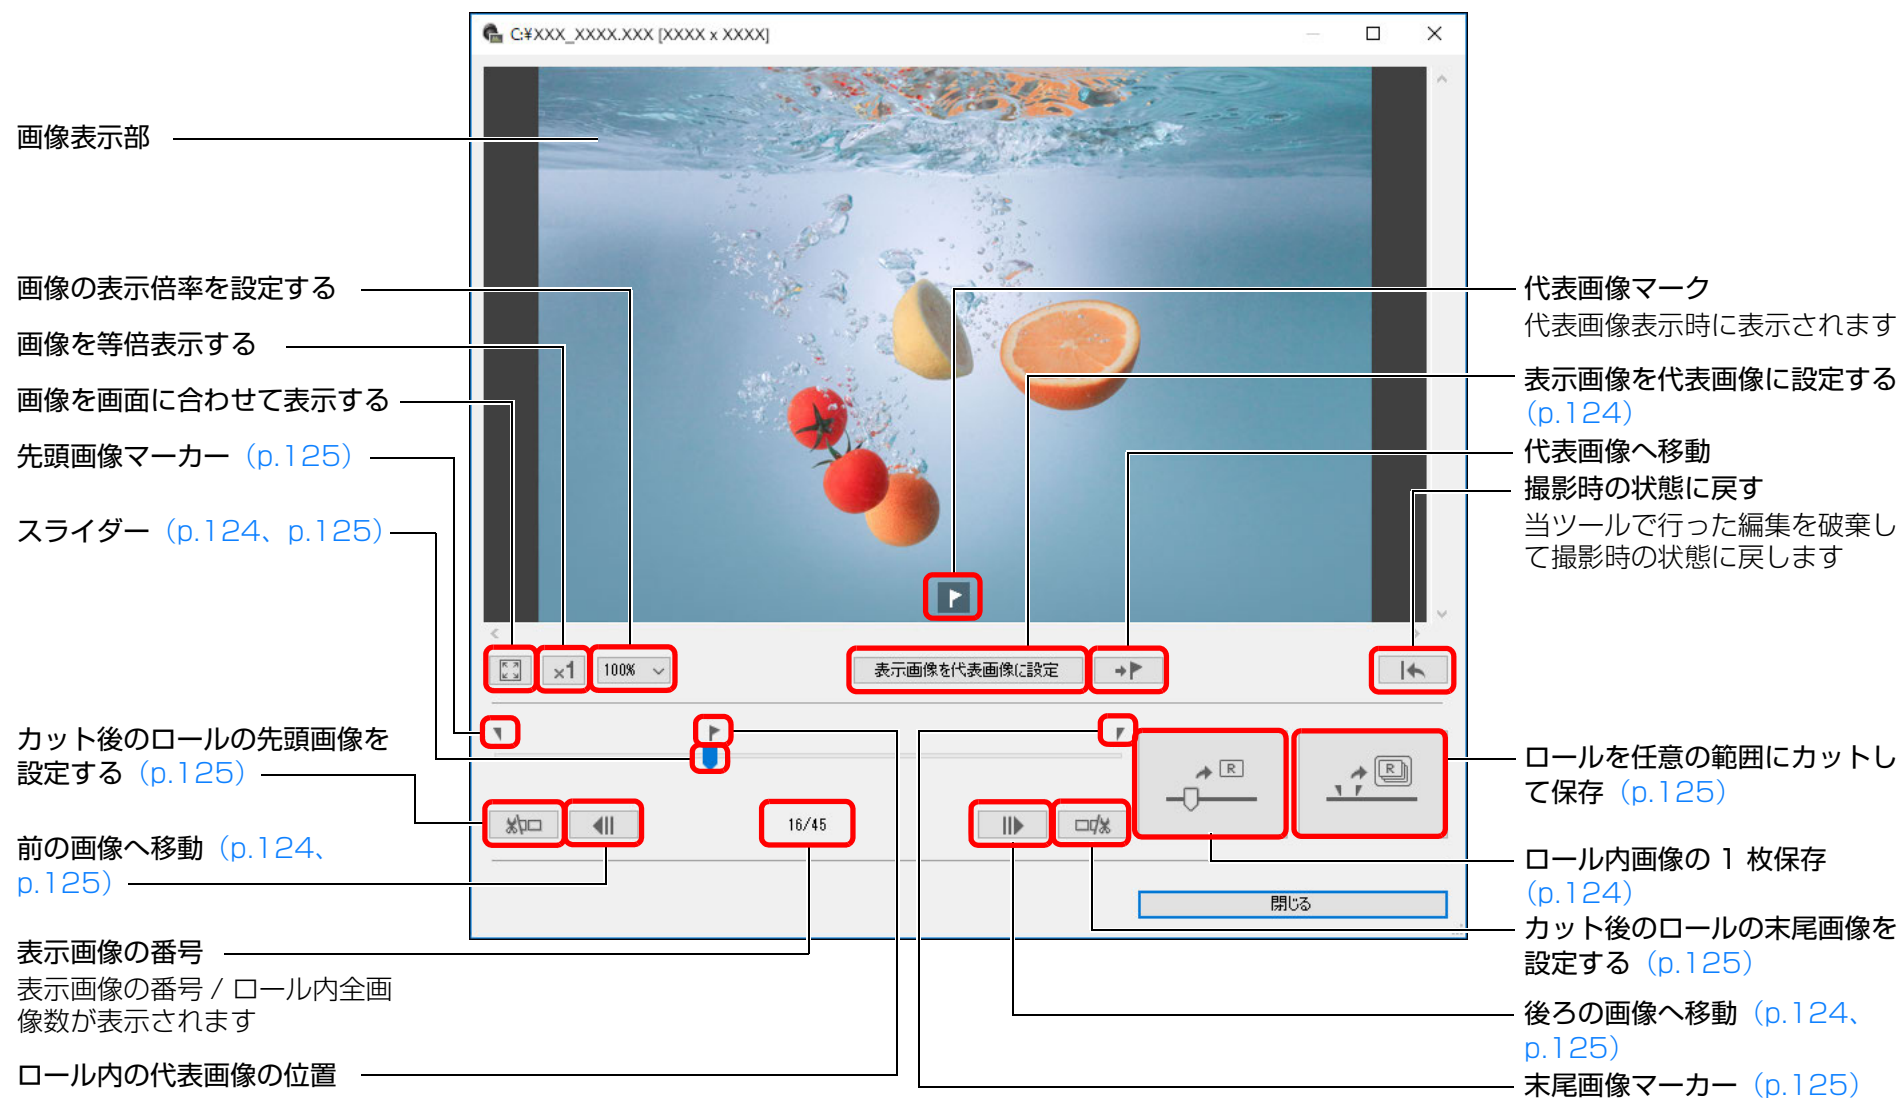 C:¥XXX_XXXX.XXX [XXXX x XXXX]
画像表示部
画像の表示倍率を設定する
画像を等倍表示する
画像を画面に合わせて表示する
先頭画像マーカー（p.125）
スライダー（p.124、p.125）
カット後のロールの先頭画像を
設定する（p.125）
前の画像へ移動（p.124、
p.125）
表示画像の番号
表示画像の番号 / ロール内全画
像数が表示されます
ロール内の代表画像の位置
×1
100%
表示画像を代表画像に設定
16/45
R
R
閉じる
代表画像マーク
代表画像表示時に表示されます
表示画像を代表画像に設定する
（p.124）
代表画像へ移動
撮影時の状態に戻す
当ツールで行った編集を破棄し
て撮影時の状態に戻します
ロールを任意の範囲にカットし
て保存（p.125）
ロール内画像の 1 枚保存
（p.124）
カット後のロールの末尾画像を
設定する（p.125）
後ろの画像へ移動（p.124、
p.125）
末尾画像マーカー（p.125）